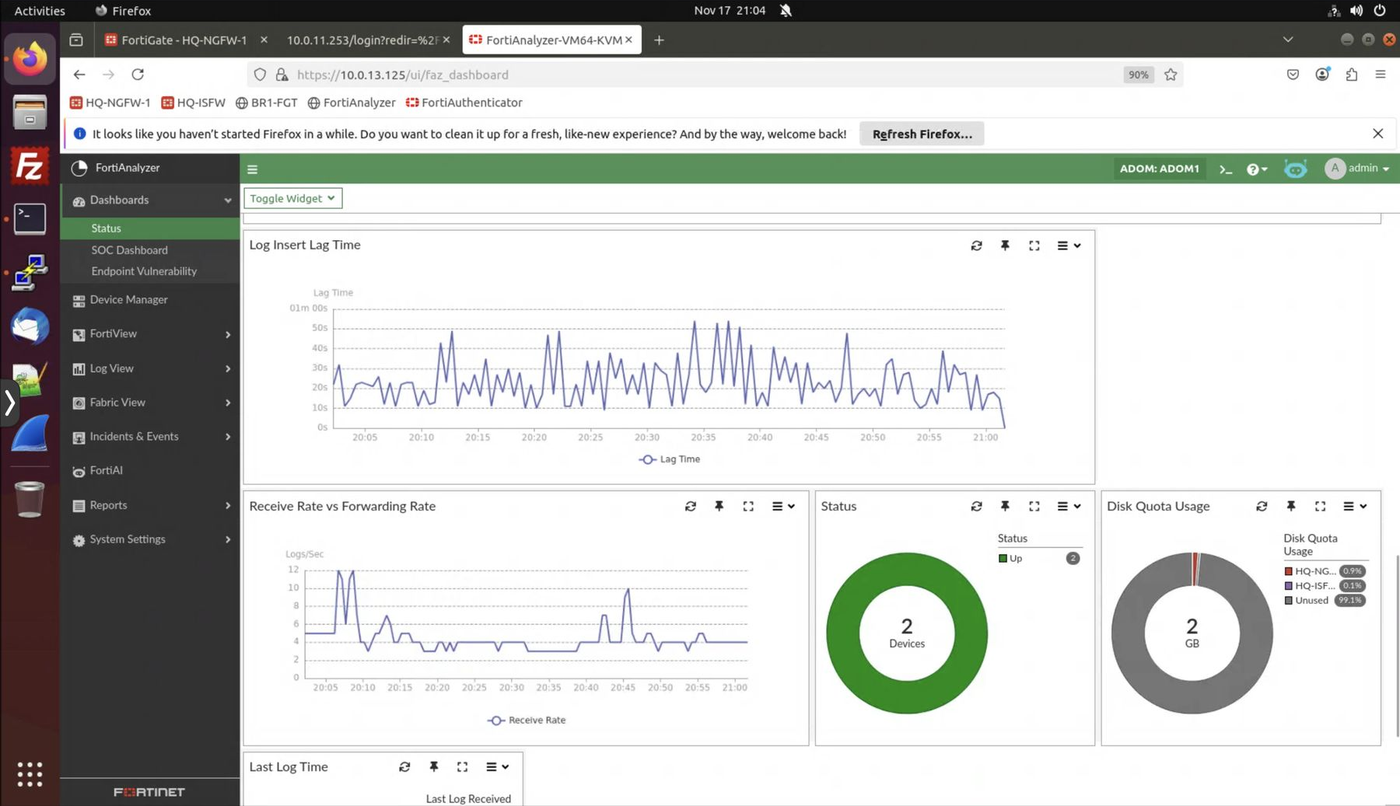 Activities Firefox Nov 17 21:04
FortiGate - HQ-NGFW-1 10.0.11.253/login?redir=%2F FortiAnalyzer-VM64-KVM
https://10.0.13.125/ui/faz_dashboard 90%
HQ-NGFW-1 HQ-ISFW BR1-FGT FortiAnalyzer FortiAuthenticator
It looks like you haven't started Firefox in a while. Do you want to clean it up for a fresh, like-new experience? And by the way, welcome back! Refresh Firefox...
FortiAnalyzer
ADOM: ADOM1 >_ ? A admin
Dashboards
Status
SOC Dashboard
Endpoint Vulnerability
Device Manager
FortiView
Log View
Fabric View
Incidents & Events
FortiAI
Reports
System Settings
FORTINET
Toggle Widget
Log Insert Lag Time
Lag Time
01m 00s
50s
40s
30s
20s
10s
0s
20:05 20:10 20:15 20:20 20:25 20:30 20:35 20:40 20:45 20:50 20:55 21:00
Lag Time
Receive Rate vs Forwarding Rate
Logs/Sec
12
10
8
6
4
2
0
20:05 20:10 20:15 20:20 20:25 20:30 20:35 20:40 20:45 20:50 20:55 21:00
Receive Rate
Status
Status
Up 2
2
Devices
Disk Quota Usage
Disk Quota
Usage
HQ-NG... 0.9%
HQ-ISF... 0.1%
Unused 99.1%
2
GB
Last Log Time
Last Log Received